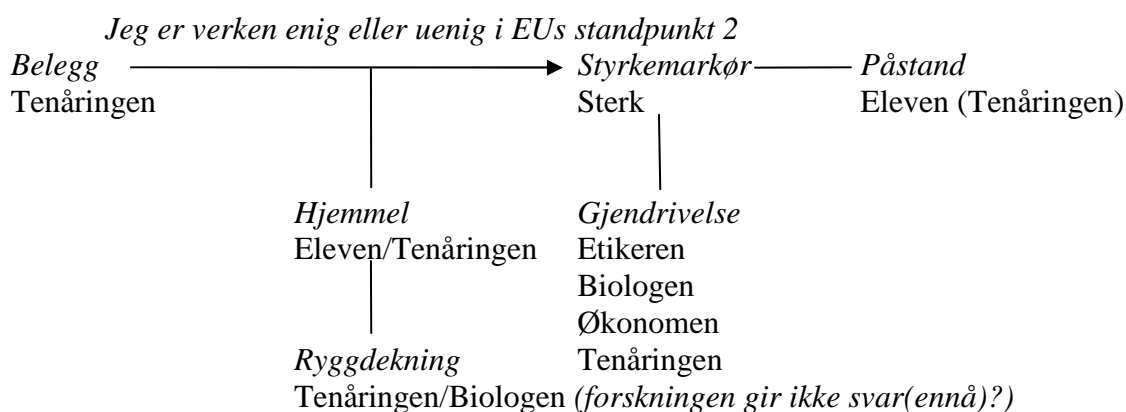 Jeg er verken enig eller uenig i EUs standpunkt 2
Belegg Styrkemarkør Påstand
Tenåringen Sterk Eleven (Tenåringen)
Hjemmel Gjendrivelse
Eleven/Tenåringen Etikeren
Biologen
Økonomen
Ryggdekning Tenåringen
Tenåringen/Biologen (forskningen gir ikke svar(ennå)?)